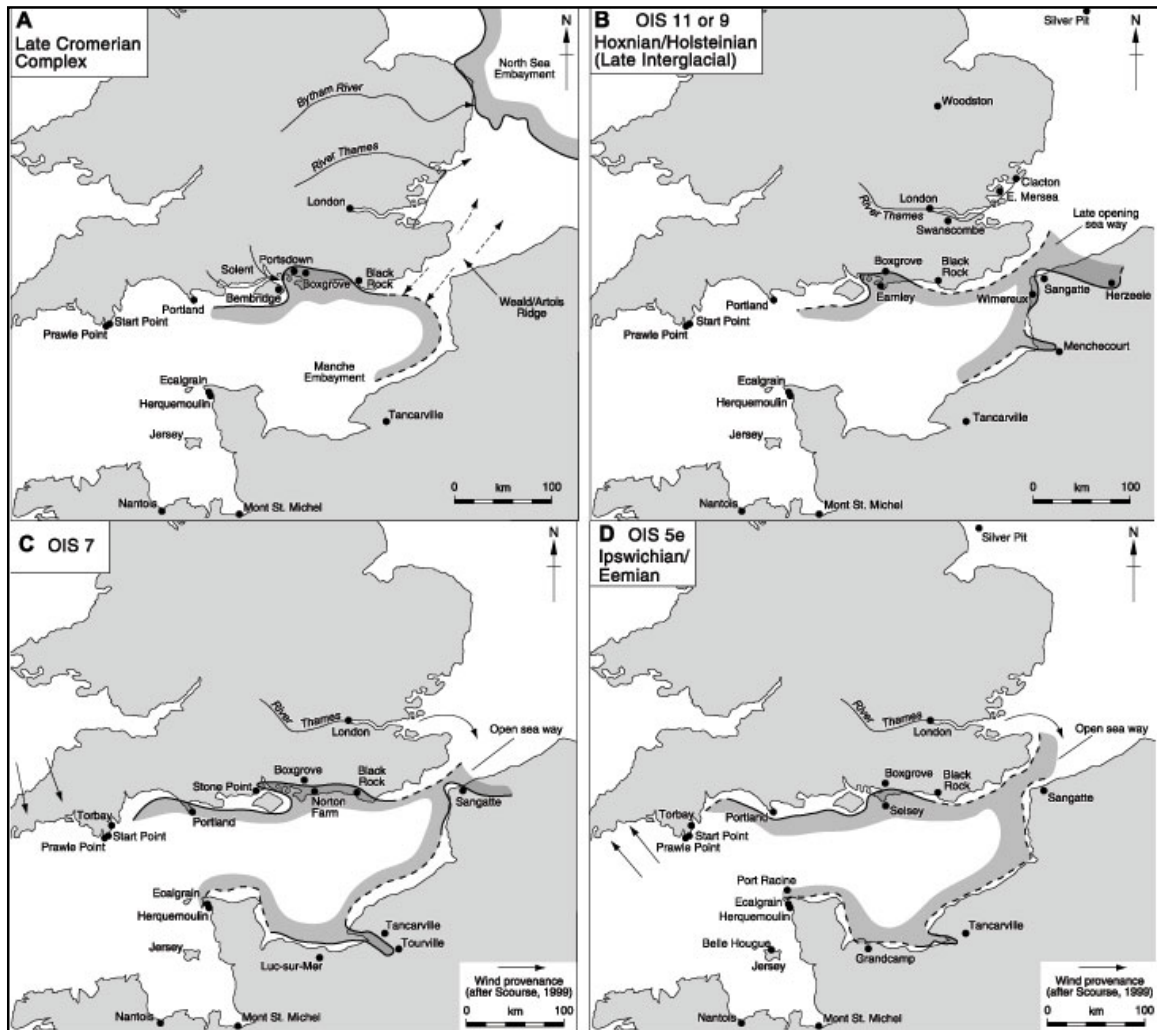 A
Late Cromerian
Complex
N
North Sea
Embayment
Bytham River
River Thames
London
Solent
Portsdown
Boxgrove
Black
Rock
Bembridge
Portland
Start Point
Prawle Point
Weald/Artois
Ridge
Manche
Embayment
Ecalgrain
Herquemoulin
Jersey
Tancarville
Nantois
Mont St. Michel
0 km 100
B
OIS 11 or 9
Hoxnian/Holsteinian
(Late Interglacial)
Silver Pit
N
Woodston
Clacton
E. Mersea
London
River Thames
Swanscombe
Late opening
sea way
Boxgrove
Black
Rock
Earnley
Portland
Start Point
Prawle Point
Wimereux
Sangatte
Herzeele
Menchecourt
Ecalgrain
Herquemoulin
Jersey
Tancarville
Nantois
Mont St. Michel
0 km 100
C OIS 7
N
River
Thames
London
Open sea way
Boxgrove
Black
Rock
Stone Point
Norton
Farm
Sangatte
Portland
Torbay
Start Point
Prawle Point
Ecalgrain
Herquemoulin
Jersey
Tancarville
Tourville
Luc-sur-Mer
Wind provenance
(after Scourse, 1999)
Nantois
Mont St. Michel
0 km 100
D OIS 5e
Ipswichian/
Eemian
Silver Pit
N
River
Thames
London
Open sea way
Boxgrove
Black
Rock
Selsey
Sangatte
Portland
Torbay
Start Point
Prawle Point
Port Racine
Ecalgrain
Herquemoulin
Belle Hougue
Jersey
Tancarville
Grandcamp
Wind provenance
(after Scourse, 1999)
Nantois
Mont St. Michel
0 km 100